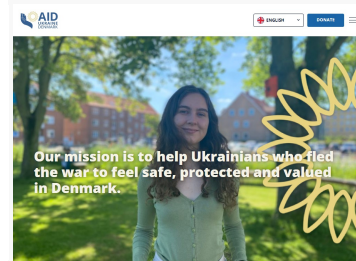 AID
UKRAINE
DENMARK
ENGLISH
DONATE
Our mission is to help Ukrainians who fled
the war to feel safe, protected and valued
in Denmark.